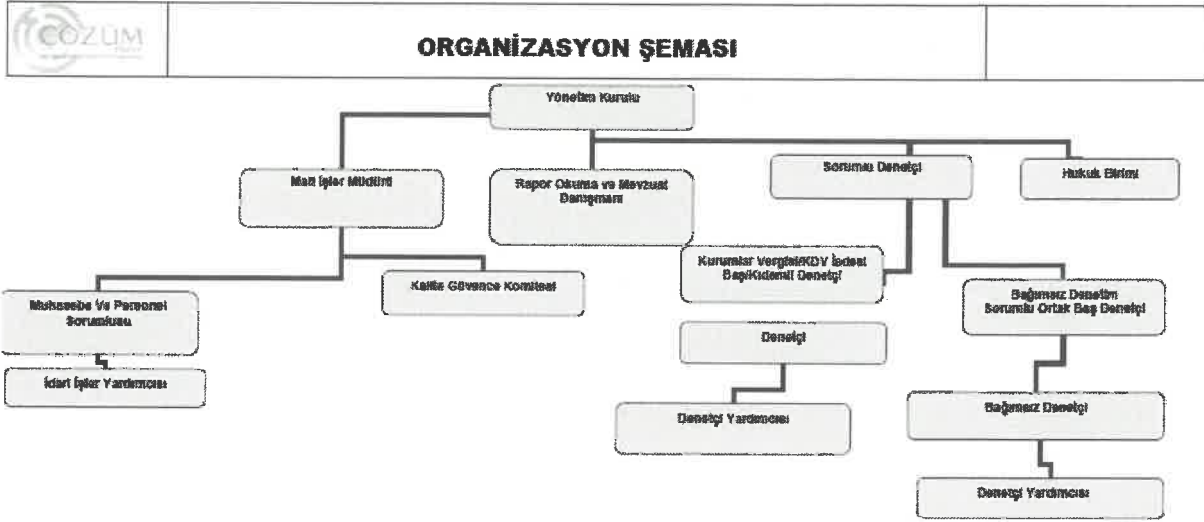 ÇÖZÜM
ORGANİZASYON ŞEMASI
Yönetim Kurulu
Mali İşler Müdürü
Rapor Okuma ve Mevzuat
Danışmanı
Sorumlu Denetçi
Hukuk Birimi
Kurumlar Vergisi/KDV İadesi
Baş/Kıdemli Denetçi
Kalite Güvence Komitesi
Muhasebe Ve Personel
Sorumlusu
Bağımsız Denetim
Sorumlu Ortak Baş Denetçi
Denetçi
İdari İşler Yardımcısı
Denetçi Yardımcısı
Bağımsız Denetçi
Denetçi Yardımcısı